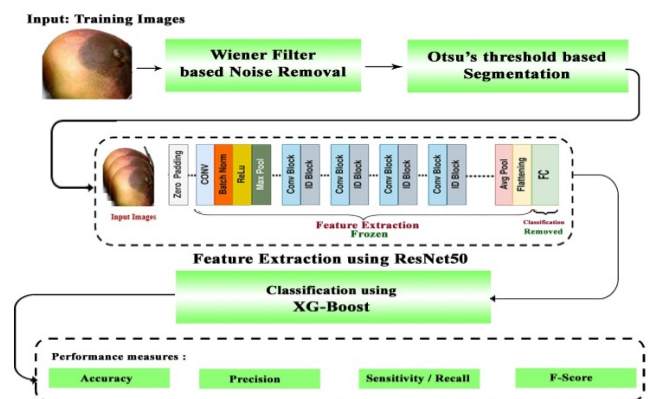 Input: Training Images
Wiener Filter
based Noise Removal
Otsu's threshold based
Segmentation
Input Images
Zero Padding
CONV
Batch Norm
ReLu
Max Pool
Conv Block
ID Block
Conv Block
ID Block
Conv Block
ID Block
Conv Block
ID Block
Avg Pool
Flattening
FC
Feature Extraction
Frozen
Classification
Removed
Feature Extraction using ResNet50
Classification using
XG-Boost
Performance measures :
Accuracy
Precision
Sensitivity / Recall
F-Score